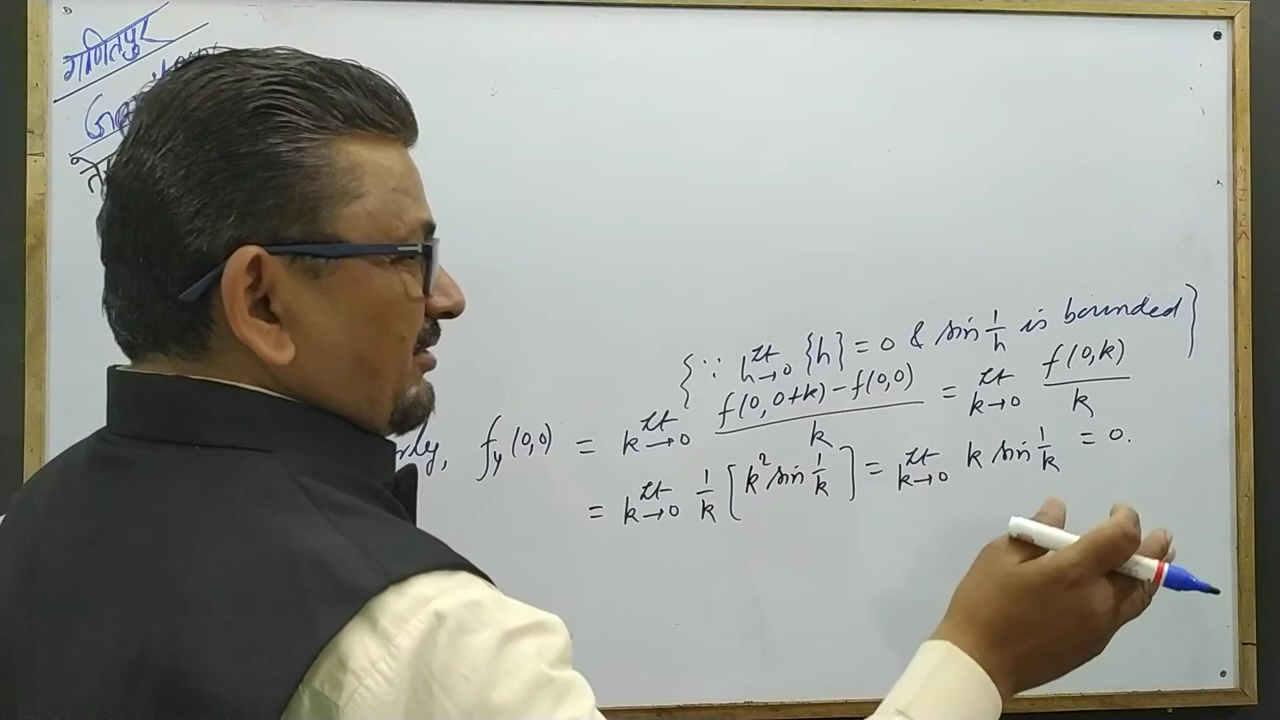 गणितपुर
{∵ lt h→0 {h} = 0 & sin 1/h is bounded}
f_y(0,0) = lt k→0 (f(0,0+k) - f(0,0))/k = lt k→0 f(0,k)/k
= lt k→0 1/k [k² sin 1/k] = lt k→0 k sin 1/k = 0.